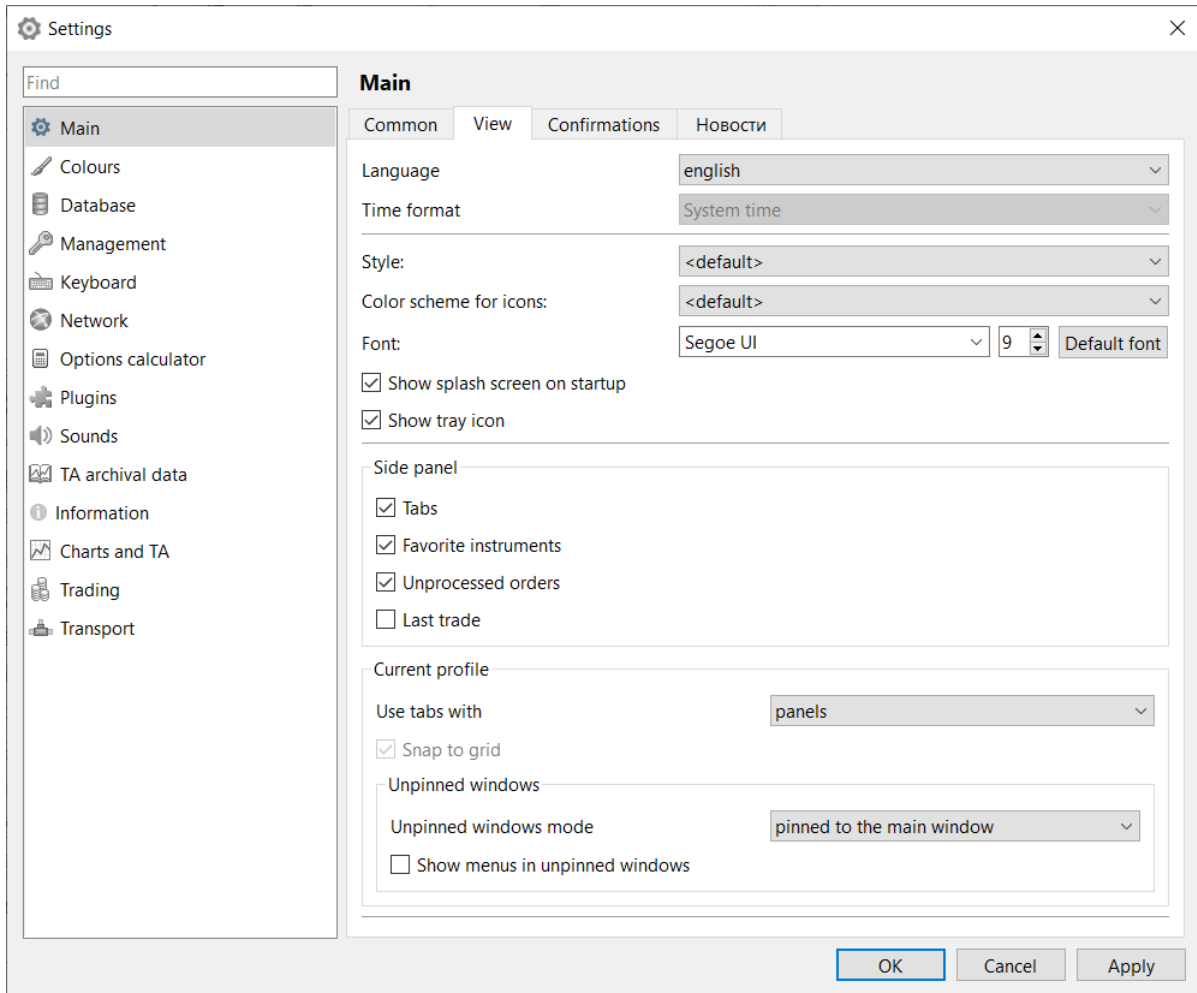 Settings
Find
Main
Colours
Database
Management
Keyboard
Network
Options calculator
Plugins
Sounds
TA archival data
Information
Charts and TA
Trading
Transport
Main
Common View Confirmations Новости
Language english
Time format System time
Style: <default>
Color scheme for icons: <default>
Font: Segoe UI 9 Default font
Show splash screen on startup
Show tray icon
Side panel
Tabs
Favorite instruments
Unprocessed orders
Last trade
Current profile
Use tabs with panels
Snap to grid
Unpinned windows
Unpinned windows mode pinned to the main window
Show menus in unpinned windows
OK Cancel Apply